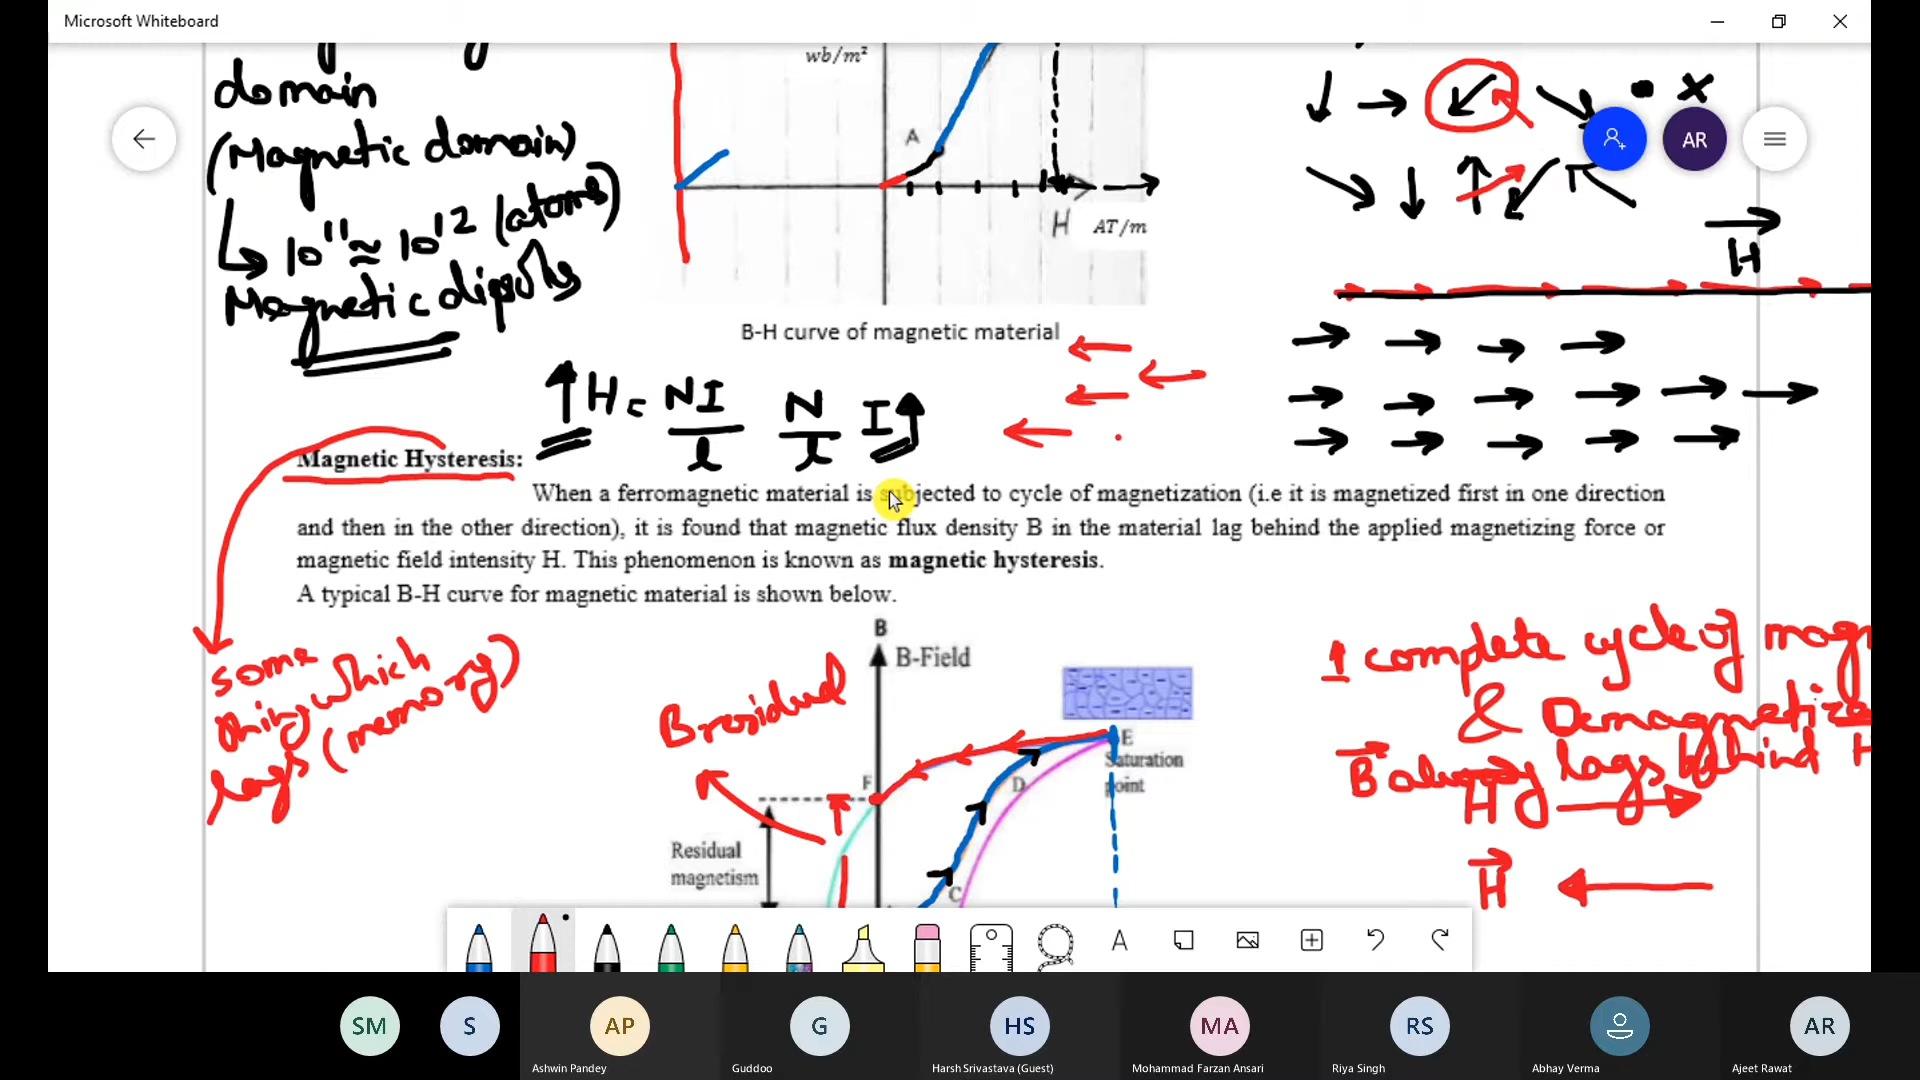 Microsoft Whiteboard
domain
(Magnetic domain)
10¹¹ ≈ 10¹² (atoms)
Magnetic dipoles
wb/m²
A
H AT/m
B-H curve of magnetic material
H
X
AR
↑H = NI/l N/l I↑
Magnetic Hysteresis:
When a ferromagnetic material is subjected to cycle of magnetization (i.e it is magnetized first in one direction
and then in the other direction), it is found that magnetic flux density B in the material lag behind the applied magnetizing force or
magnetic field intensity H. This phenomenon is known as magnetic hysteresis.
A typical B-H curve for magnetic material is shown below.
some
thing which
lags (memory)
B residual
B
B-Field
E
Saturation
point
D
F
C
Residual
magnetism
1 complete cycle of magn
& Demagnetiza
B always lags behind H
H
H
A
SM
S
AP
G
HS
MA
RS
AR
Ashwin Pandey
Guddoo
Harsh Srivastava (Guest)
Mohammad Farzan Ansari
Riya Singh
Abhay Verma
Ajeet Rawat